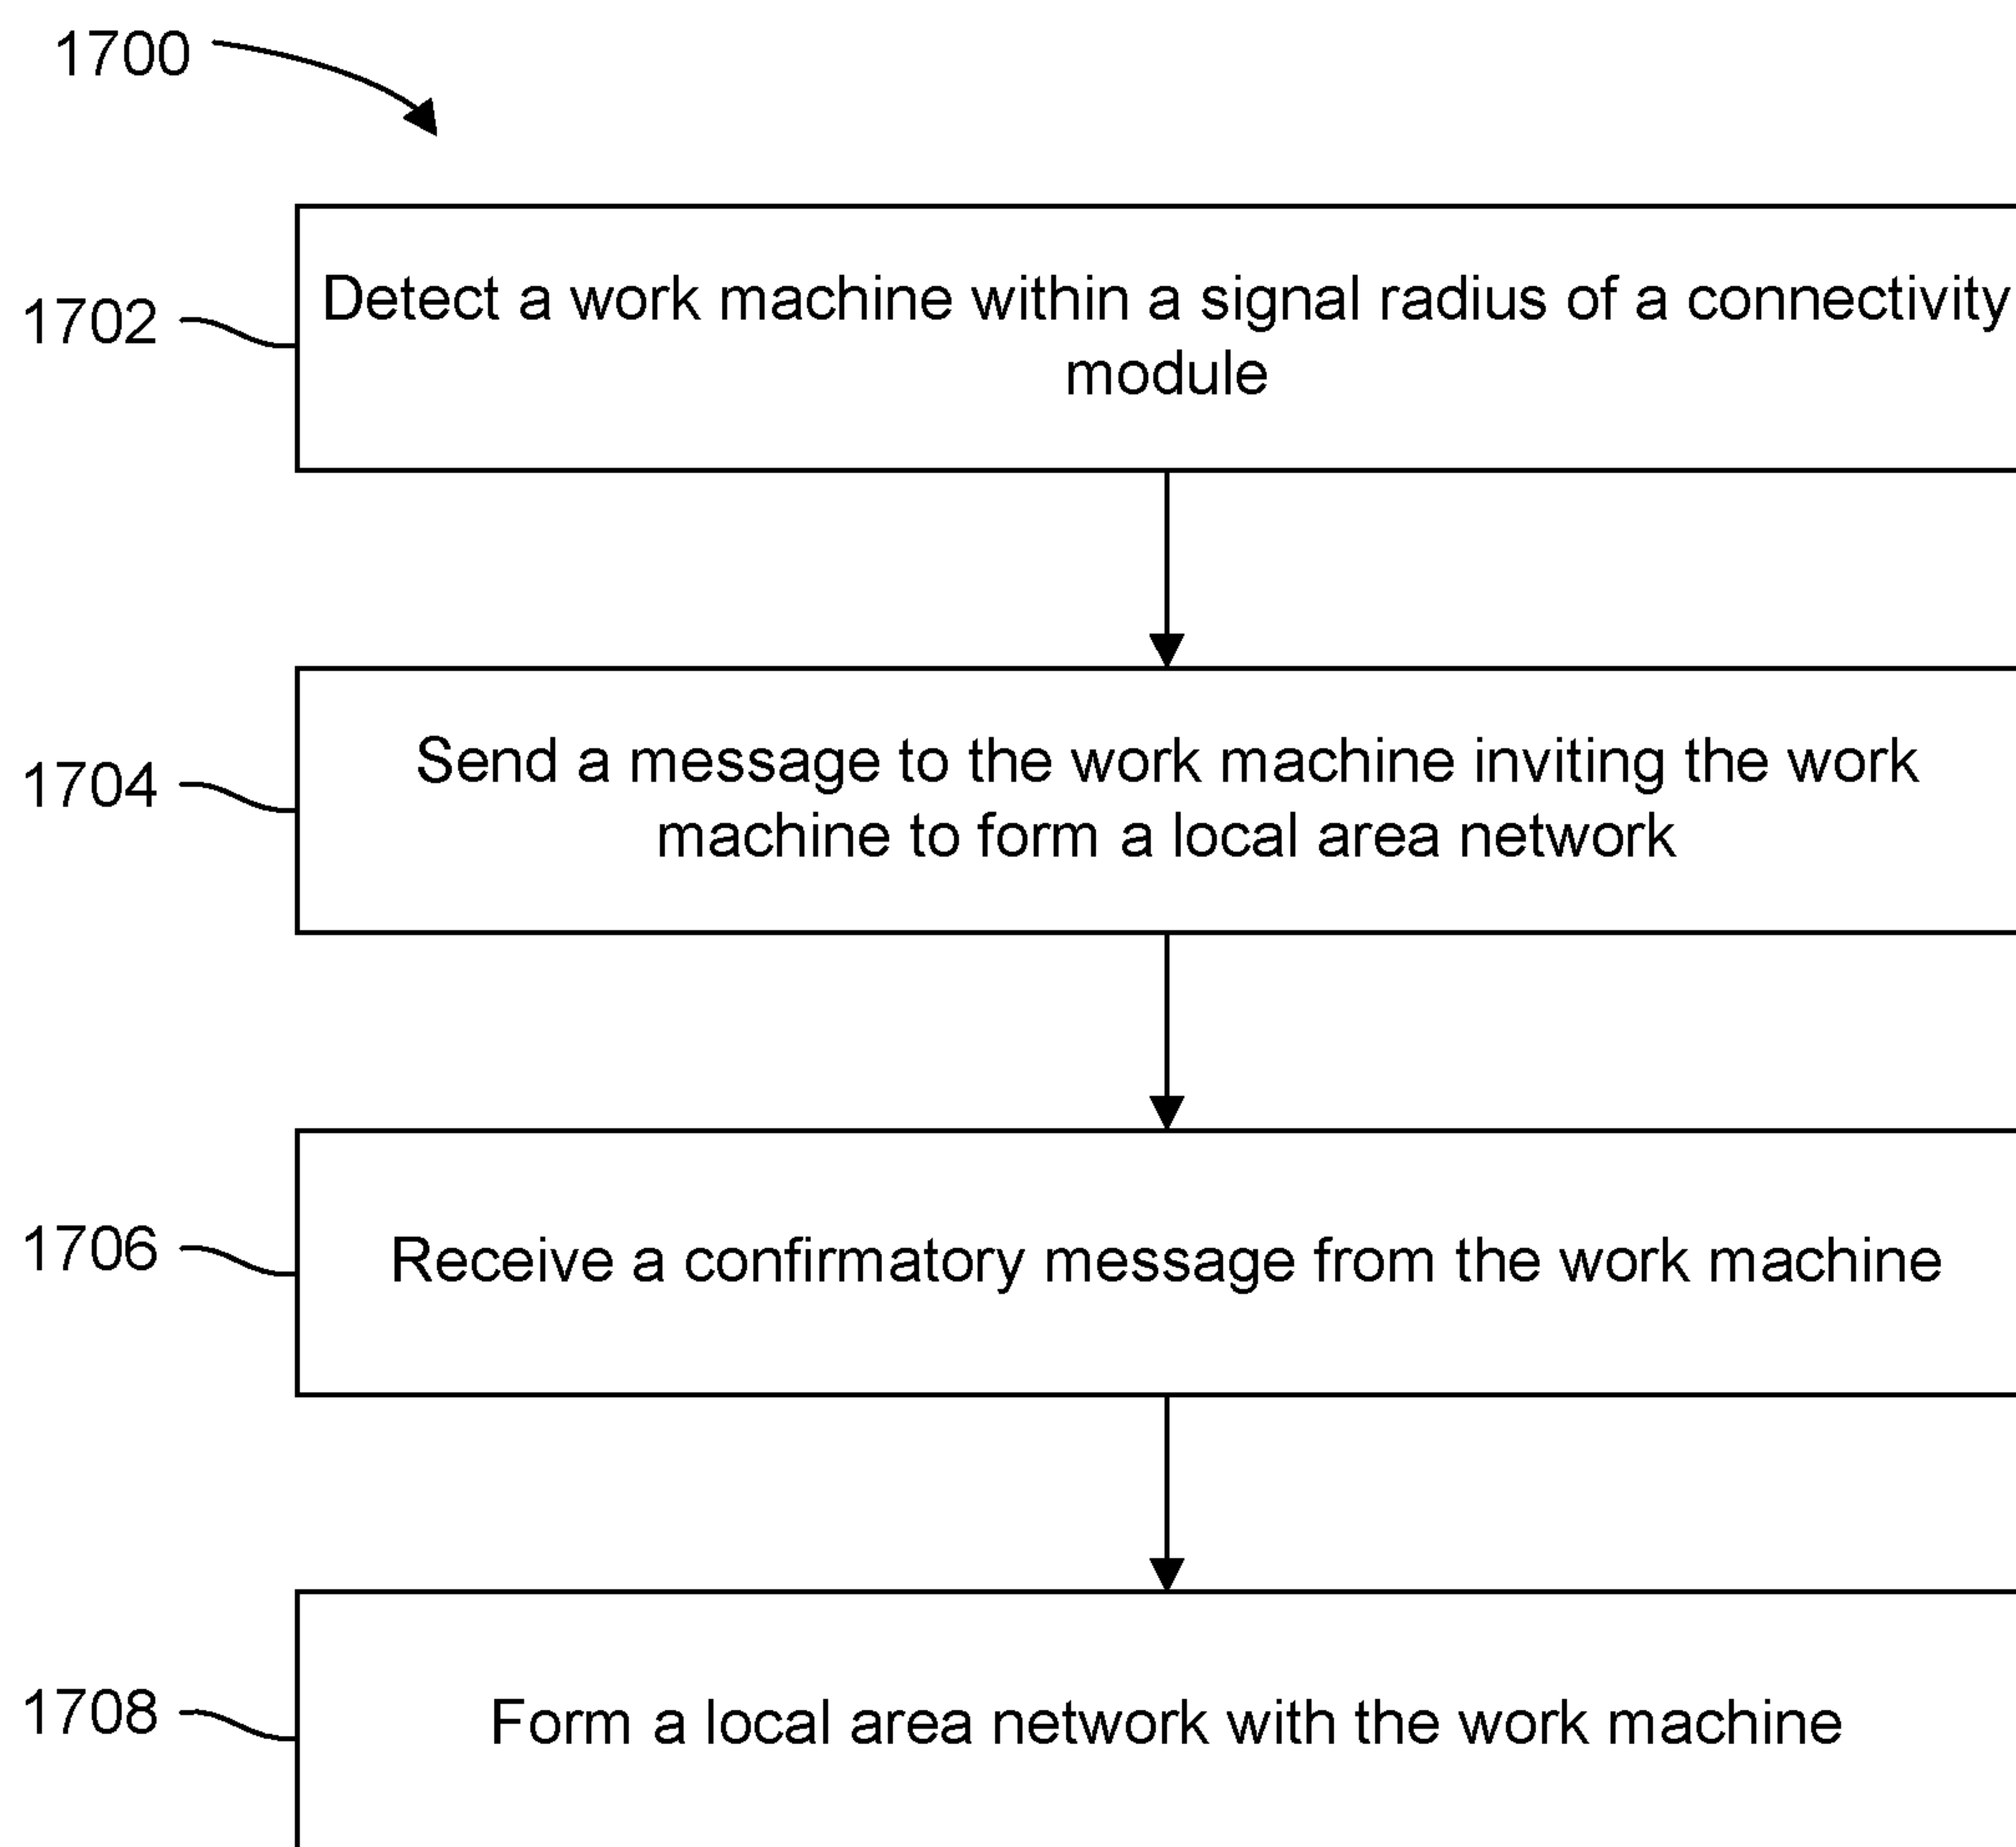 1700
1702
Detect a work machine within a signal radius of a connectivity
module
1704
Send a message to the work machine inviting the work
machine to form a local area network
1706
Receive a confirmatory message from the work machine
1708
Form a local area network with the work machine